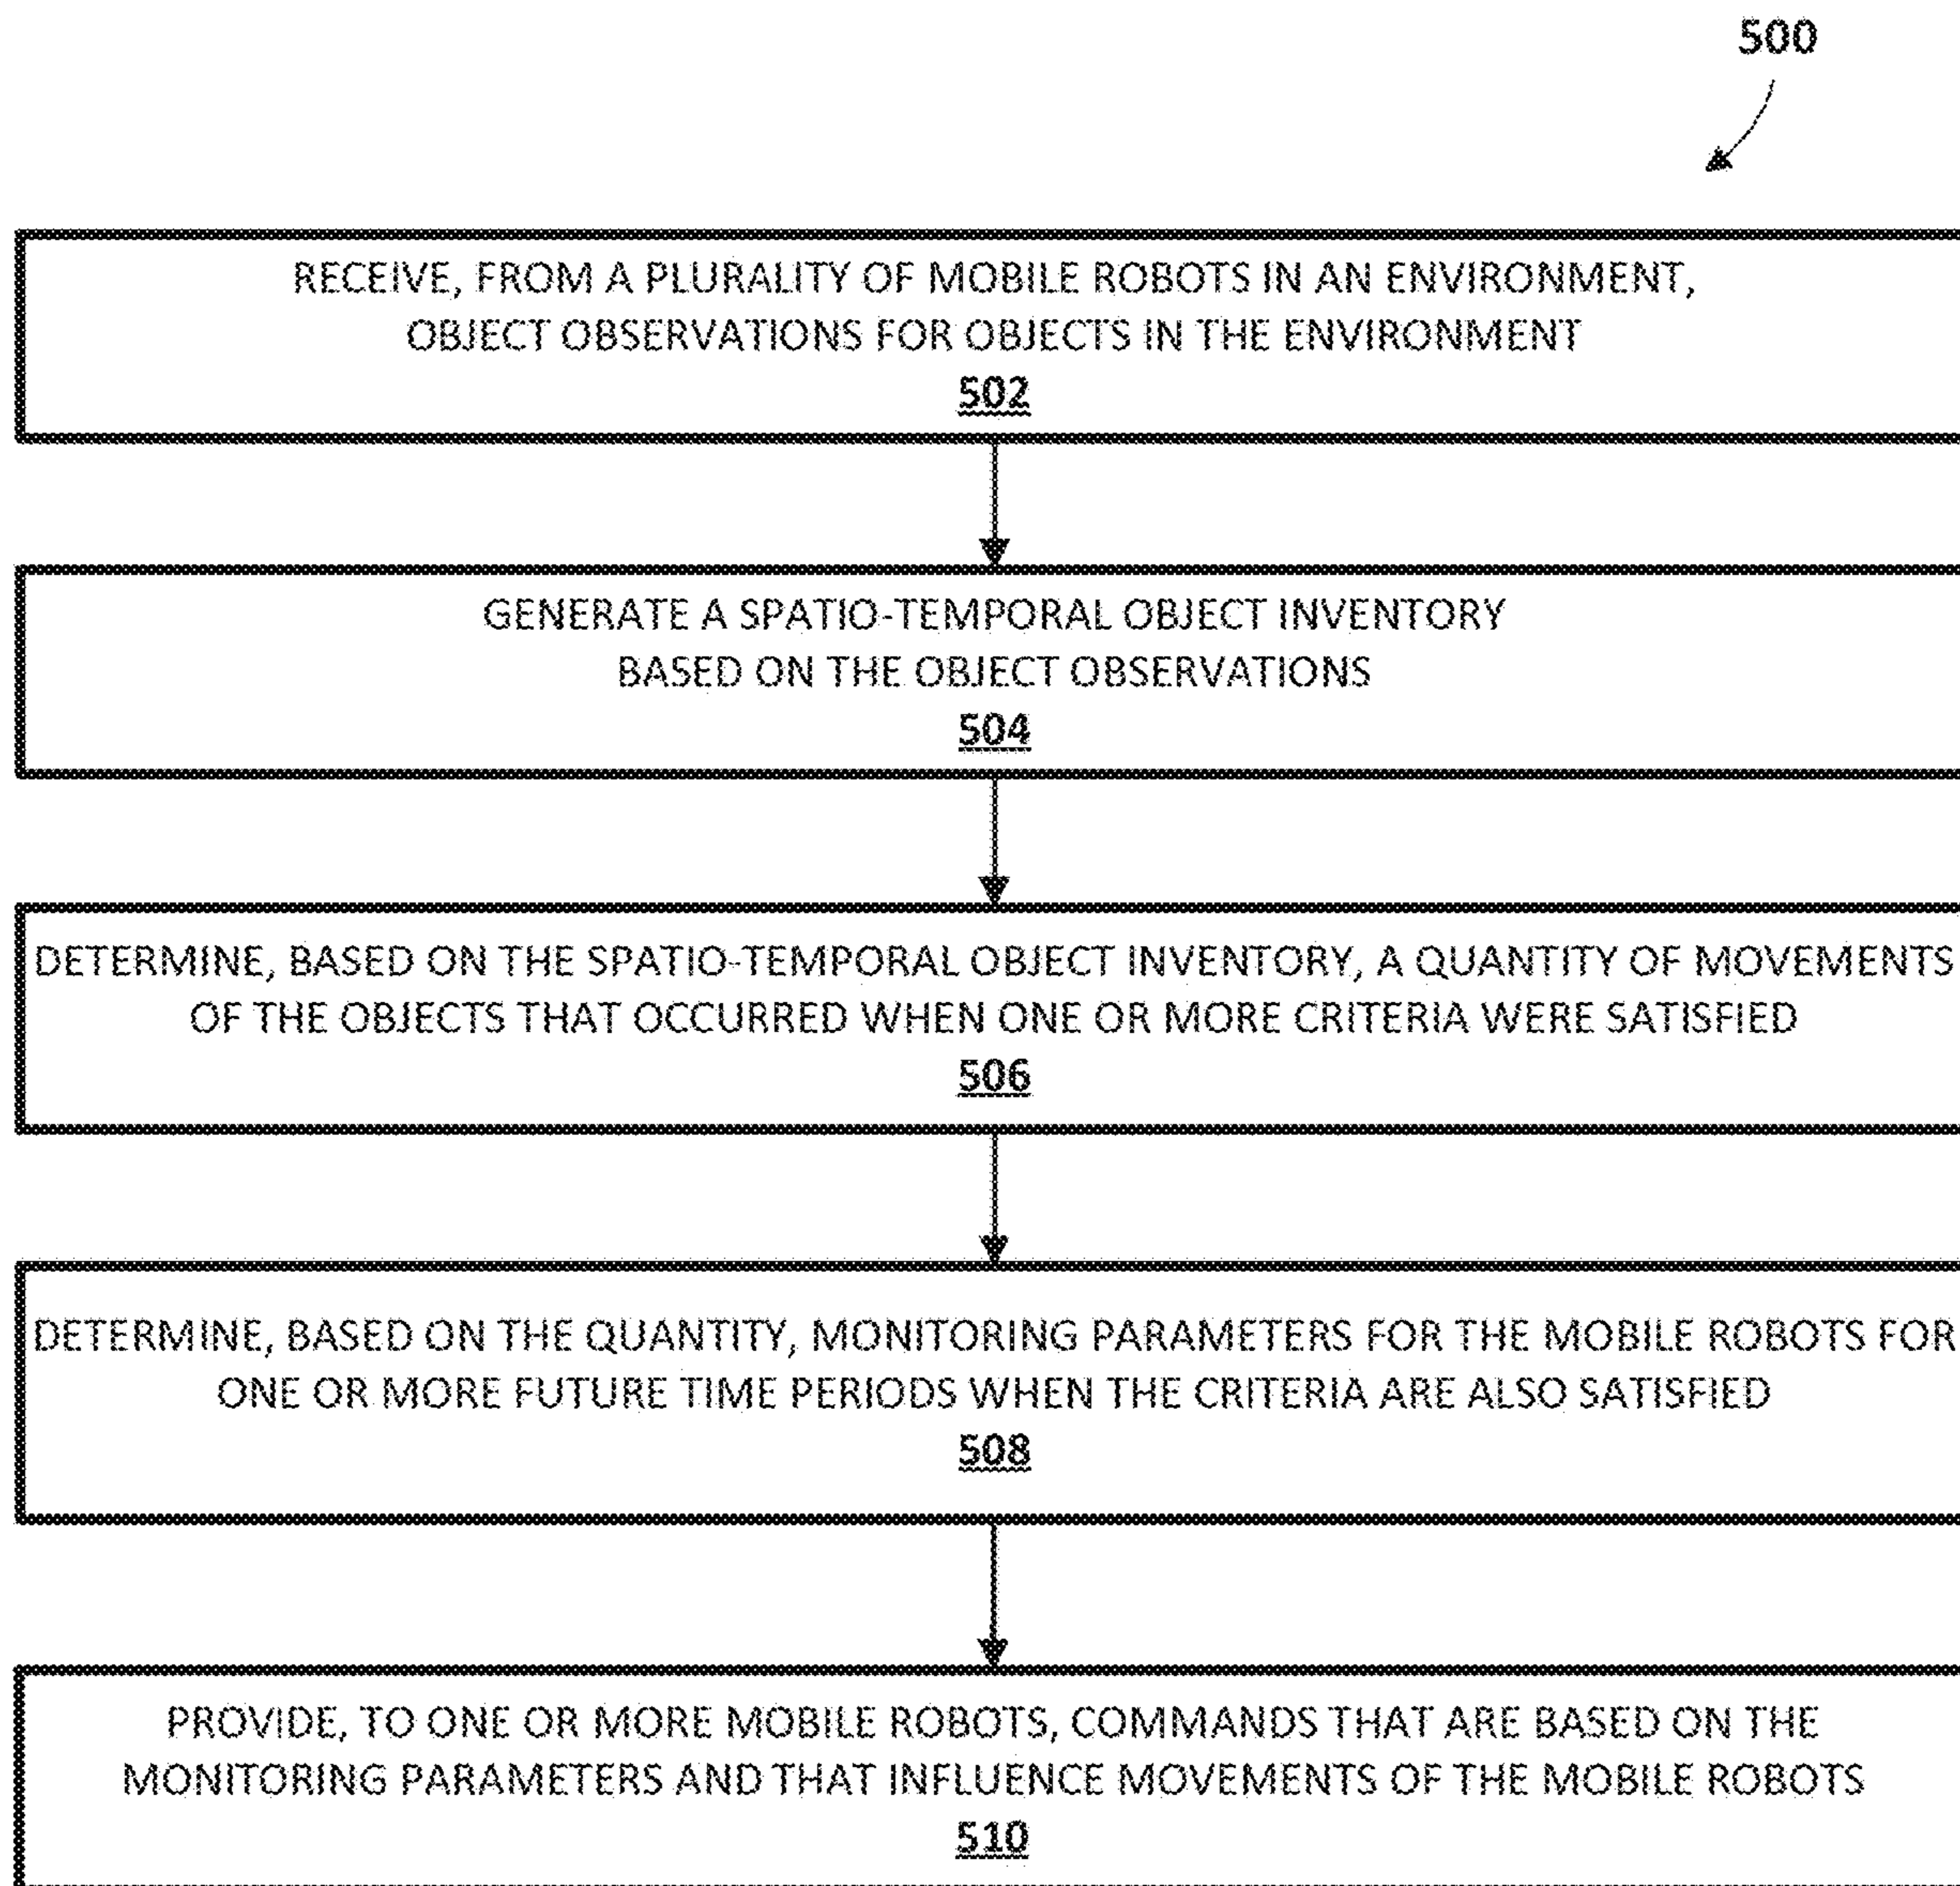 500
RECEIVE, FROM A PLURALITY OF MOBILE ROBOTS IN AN ENVIRONMENT,
OBJECT OBSERVATIONS FOR OBJECTS IN THE ENVIRONMENT
502
GENERATE A SPATIO-TEMPORAL OBJECT INVENTORY
BASED ON THE OBJECT OBSERVATIONS
504
DETERMINE, BASED ON THE SPATIO-TEMPORAL OBJECT INVENTORY, A QUANTITY OF MOVEMENTS
OF THE OBJECTS THAT OCCURRED WHEN ONE OR MORE CRITERIA WERE SATISFIED
506
DETERMINE, BASED ON THE QUANTITY, MONITORING PARAMETERS FOR THE MOBILE ROBOTS FOR
ONE OR MORE FUTURE TIME PERIODS WHEN THE CRITERIA ARE ALSO SATISFIED
508
PROVIDE, TO ONE OR MORE MOBILE ROBOTS, COMMANDS THAT ARE BASED ON THE
MONITORING PARAMETERS AND THAT INFLUENCE MOVEMENTS OF THE MOBILE ROBOTS
510